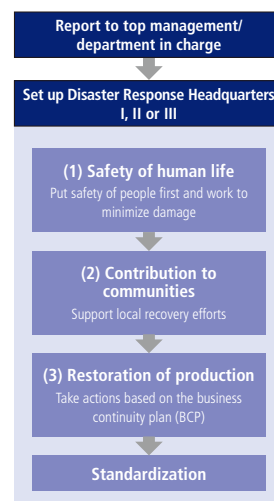 Report to top management/
department in charge
Set up Disaster Response Headquarters
I, II or III
(1) Safety of human life
Put safety of people first and work to
minimize damage
(2) Contribution to
communities
Support local recovery efforts
(3) Restoration of production
Take actions based on the business
continuity plan (BCP)
Standardization